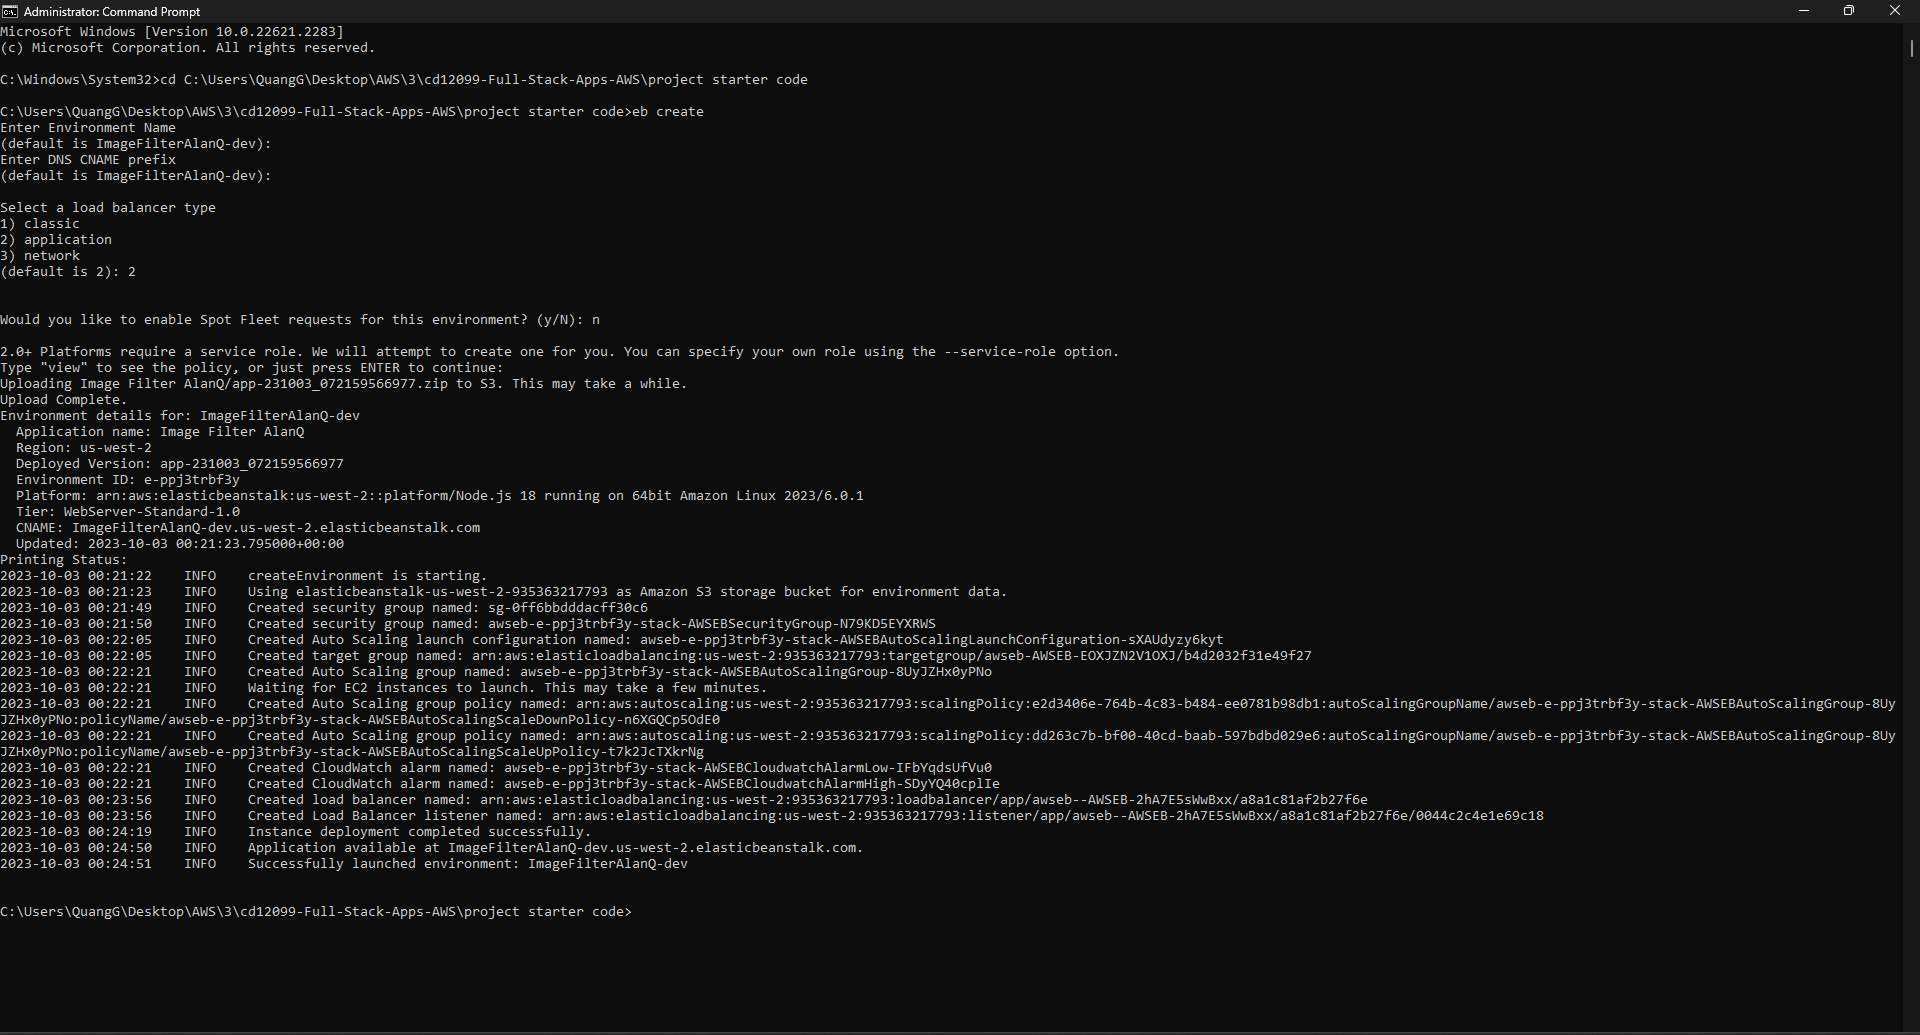 Administrator: Command Prompt
Microsoft Windows [Version 10.0.22621.2283]
(c) Microsoft Corporation. All rights reserved.
C:\Windows\System32>cd C:\Users\QuangG\Desktop\AWS\3\cd12099-Full-Stack-Apps-AWS\project starter code
C:\Users\QuangG\Desktop\AWS\3\cd12099-Full-Stack-Apps-AWS\project starter code>eb create
Enter Environment Name
(default is ImageFilterAlanQ-dev):
Enter DNS CNAME prefix
(default is ImageFilterAlanQ-dev):
Select a load balancer type
1) classic
2) application
3) network
(default is 2): 2
Would you like to enable Spot Fleet requests for this environment? (y/N): n
2.0+ Platforms require a service role. We will attempt to create one for you. You can specify your own role using the --service-role option.
Type "view" to see the policy, or just press ENTER to continue:
Uploading Image Filter AlanQ/app-231003_072159566977.zip to S3. This may take a while.
Upload Complete.
Environment details for: ImageFilterAlanQ-dev
  Application name: Image Filter AlanQ
  Region: us-west-2
  Deployed Version: app-231003_072159566977
  Environment ID: e-ppj3trbf3y
  Platform: arn:aws:elasticbeanstalk:us-west-2::platform/Node.js 18 running on 64bit Amazon Linux 2023/6.0.1
  Tier: WebServer-Standard-1.0
  CNAME: ImageFilterAlanQ-dev.us-west-2.elasticbeanstalk.com
  Updated: 2023-10-03 00:21:23.795000+00:00
Printing Status:
2023-10-03 00:21:22    INFO    createEnvironment is starting.
2023-10-03 00:21:23    INFO    Using elasticbeanstalk-us-west-2-935363217793 as Amazon S3 storage bucket for environment data.
2023-10-03 00:21:49    INFO    Created security group named: sg-0ff6bbdddacff30c6
2023-10-03 00:21:50    INFO    Created security group named: awseb-e-ppj3trbf3y-stack-AWSEBSecurityGroup-N79KD5EYXRWS
2023-10-03 00:22:05    INFO    Created Auto Scaling launch configuration named: awseb-e-ppj3trbf3y-stack-AWSEBAutoScalingLaunchConfiguration-sXAUdyzy6kyt
2023-10-03 00:22:05    INFO    Created target group named: arn:aws:elasticloadbalancing:us-west-2:935363217793:targetgroup/awseb-AWSEB-EOXJZN2V1OXJ/b4d2032f31e49f27
2023-10-03 00:22:21    INFO    Created Auto Scaling group named: awseb-e-ppj3trbf3y-stack-AWSEBAutoScalingGroup-8UyJZHx0yPNo
2023-10-03 00:22:21    INFO    Waiting for EC2 instances to launch. This may take a few minutes.
2023-10-03 00:22:21    INFO    Created Auto Scaling group policy named: arn:aws:autoscaling:us-west-2:935363217793:scalingPolicy:e2d3406e-764b-4c83-b484-ee0781b98db1:autoScalingGroupName/awseb-e-ppj3trbf3y-stack-AWSEBAutoScalingGroup-8Uy
JZHx0yPNo:policyName/awseb-e-ppj3trbf3y-stack-AWSEBAutoScalingScaleDownPolicy-n6XGQCp5OdE0
2023-10-03 00:22:21    INFO    Created Auto Scaling group policy named: arn:aws:autoscaling:us-west-2:935363217793:scalingPolicy:dd263c7b-bf00-40cd-baab-597bdbd029e6:autoScalingGroupName/awseb-e-ppj3trbf3y-stack-AWSEBAutoScalingGroup-8Uy
JZHx0yPNo:policyName/awseb-e-ppj3trbf3y-stack-AWSEBAutoScalingScaleUpPolicy-t7k2JcTXkrNg
2023-10-03 00:22:21    INFO    Created CloudWatch alarm named: awseb-e-ppj3trbf3y-stack-AWSEBCloudwatchAlarmLow-IFbYqdsUfVu0
2023-10-03 00:22:21    INFO    Created CloudWatch alarm named: awseb-e-ppj3trbf3y-stack-AWSEBCloudwatchAlarmHigh-SDyYQ40cplIe
2023-10-03 00:23:56    INFO    Created load balancer named: arn:aws:elasticloadbalancing:us-west-2:935363217793:loadbalancer/app/awseb--AWSEB-2hA7E5sWwBxx/a8a1c81af2b27f6e
2023-10-03 00:23:56    INFO    Created Load Balancer listener named: arn:aws:elasticloadbalancing:us-west-2:935363217793:listener/app/awseb--AWSEB-2hA7E5sWwBxx/a8a1c81af2b27f6e/0044c2c4e1e69c18
2023-10-03 00:24:19    INFO    Instance deployment completed successfully.
2023-10-03 00:24:50    INFO    Application available at ImageFilterAlanQ-dev.us-west-2.elasticbeanstalk.com.
2023-10-03 00:24:51    INFO    Successfully launched environment: ImageFilterAlanQ-dev
C:\Users\QuangG\Desktop\AWS\3\cd12099-Full-Stack-Apps-AWS\project starter code>